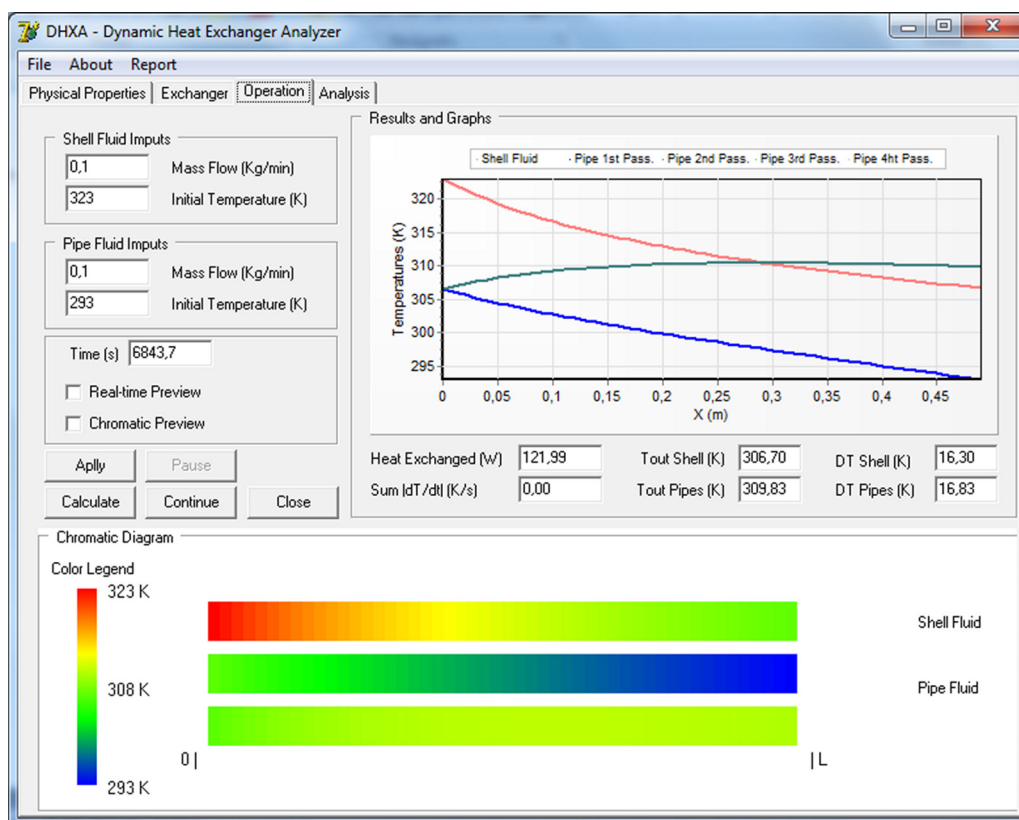 DHXA - Dynamic Heat Exchanger Analyzer
File About Report
Physical Properties Exchanger Operation Analysis
Shell Fluid Imputs
0,1 Mass Flow (Kg/min)
323 Initial Temperature (K)
Pipe Fluid Imputs
0,1 Mass Flow (Kg/min)
293 Initial Temperature (K)
Time (s) 6843,7
Real-time Preview
Chromatic Preview
Aplly Pause
Calculate Continue Close
Results and Graphs
Shell Fluid Pipe 1st Pass. Pipe 2nd Pass. Pipe 3rd Pass. Pipe 4ht Pass.
Temperatures (K)
320
315
310
305
300
295
0 0,05 0,1 0,15 0,2 0,25 0,3 0,35 0,4 0,45
X (m)
Heat Exchanged (W) 121,99 Tout Shell (K) 306,70 DT Shell (K) 16,30
Sum |dT/dt| (K/s) 0,00 Tout Pipes (K) 309,83 DT Pipes (K) 16,83
Chromatic Diagram
Color Legend
323 K
308 K
293 K
Shell Fluid
Pipe Fluid
0 | | L